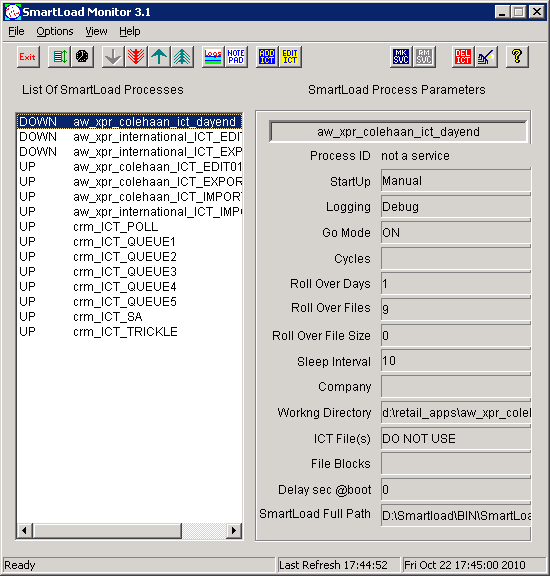 SmartLoad Monitor 3.1
File Options View Help
Exit Logs NOTE PAD ADD ICT EDIT ICT MK SVC RM SVC DEL ICT ?
List Of SmartLoad Processes
SmartLoad Process Parameters
DOWN aw_xpr_colehaan_ict_dayend
DOWN aw_xpr_international_ICT_EDI
DOWN aw_xpr_international_ICT_EXP
UP aw_xpr_colehaan_ICT_EDIT01
UP aw_xpr_colehaan_ICT_EXPOR
UP aw_xpr_colehaan_ICT_IMPOR
UP aw_xpr_international_ICT_IMP
UP crm_ICT_POLL
UP crm_ICT_QUEUE1
UP crm_ICT_QUEUE2
UP crm_ICT_QUEUE3
UP crm_ICT_QUEUE4
UP crm_ICT_QUEUE5
UP crm_ICT_SA
UP crm_ICT_TRICKLE
aw_xpr_colehaan_ict_dayend
Process ID not a service
StartUp Manual
Logging Debug
Go Mode ON
Cycles
Roll Over Days 1
Roll Over Files 9
Roll Over File Size 0
Sleep Interval 10
Company
Workng Directory d:\retail_apps\aw_xpr_colel
ICT File(s) DO NOT USE
File Blocks
Delay sec @boot 0
SmartLoad Full Path D:\Smartload\BIN\SmartLoa
Ready
Last Refresh 17:44:52
Fri Oct 22 17:45:00 2010